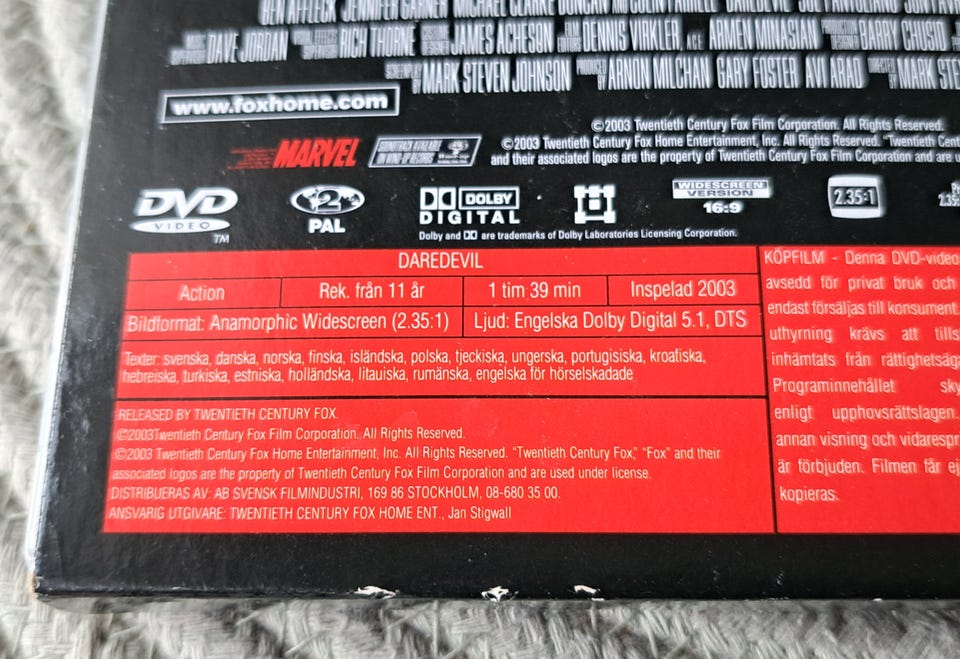 BEN AFFLECK JENNIFER GARNER MICHAEL CLARKE DUNCAN
DAVE JORDAN RICH THORNE JAMES ACHESON DENNIS VIRKLER, A.C.E. ARMEN MINASIAN BARRY CHUSID
MARK STEVEN JOHNSON ARNON MILCHAN GARY FOSTER AVI ARAD MARK STE
www.foxhome.com
©2003 Twentieth Century Fox Film Corporation. All Rights Reserved.
©2003 Twentieth Century Fox Home Entertainment, Inc. All Rights Reserved. "Twentieth Cent
and their associated logos are the property of Twentieth Century Fox Film Corporation and are u
MARVEL
DVD VIDEO TM
2 PAL
DOLBY DIGITAL
WIDESCREEN VERSION 16:9
2.35:1
Dolby and are trademarks of Dolby Laboratories Licensing Corporation.
DAREDEVIL
Action Rek. från 11 år 1 tim 39 min Inspelad 2003
Bildformat: Anamorphic Widescreen (2.35:1) Ljud: Engelska Dolby Digital 5.1, DTS
Texter: svenska, danska, norska, finska, isländska, polska, tjeckiska, ungerska, portugisiska, kroatiska,
hebreiska, turkiska, estniska, holländska, litauiska, rumänska, engelska för hörselskadade
RELEASED BY TWENTIETH CENTURY FOX.
©2003Twentieth Century Fox Film Corporation. All Rights Reserved.
©2003 Twentieth Century Fox Home Entertainment, Inc. All Rights Reserved. "Twentieth Century Fox," "Fox" and their
associated logos are the property of Twentieth Century Fox Film Corporation and are used under license.
DISTRIBUERAS AV: AB SVENSK FILMINDUSTRI, 169 86 STOCKHOLM, 08-680 35 00.
ANSVARIG UTGIVARE: TWENTIETH CENTURY FOX HOME ENT., Jan Stigwall
KÖPFILM - Denna DVD-video
avsedd för privat bruk och
endast försäljas till konsument.
uthyrning krävs att tills
inhämtats från rättighetsäga
Programinnehållet sky
enligt upphovsrättslagen.
annan visning och vidarespr
är förbjuden. Filmen får ej
kopieras.